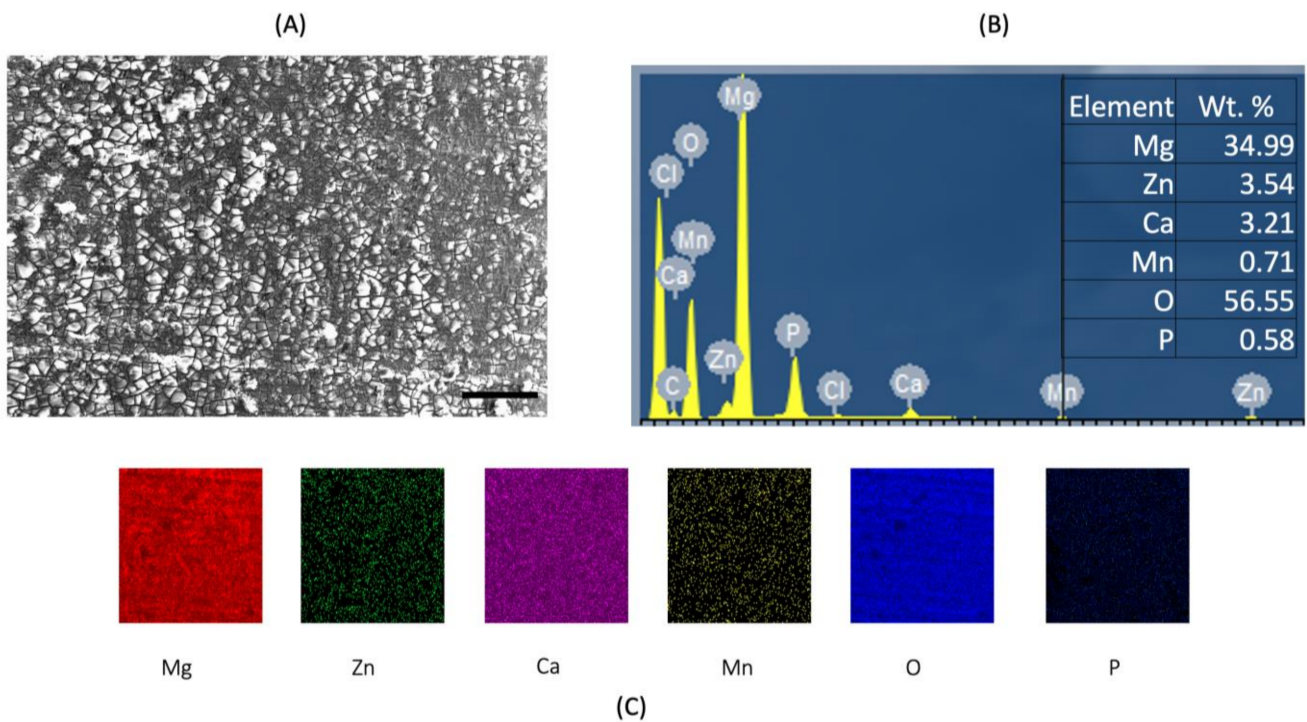 (A)
(B)
Mg
O
Cl
Mn
Ca
Zn
P
C
Cl
Ca
Mn
Zn
Element Wt. %
Mg 34.99
Zn 3.54
Ca 3.21
Mn 0.71
O 56.55
P 0.58
Mg Zn Ca Mn O P
(C)